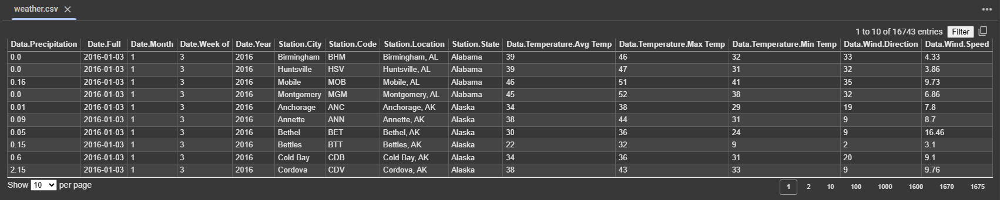 weather.csv
1 to 10 of 16743 entries Filter
Data.Precipitation Date.Full Date.Month Date.Week of Date.Year Station.City Station.Code Station.Location Station.State Data.Temperature.Avg Temp Data.Temperature.Max Temp Data.Temperature.Min Temp Data.Wind.Direction Data.Wind.Speed
0.0 2016-01-03 1 3 2016 Birmingham BHM Birmingham, AL Alabama 39 46 32 33 4.33
0.0 2016-01-03 1 3 2016 Huntsville HSV Huntsville, AL Alabama 39 47 31 32 3.86
0.16 2016-01-03 1 3 2016 Mobile MOB Mobile, AL Alabama 46 51 41 35 9.73
0.0 2016-01-03 1 3 2016 Montgomery MGM Montgomery, AL Alabama 45 52 38 32 6.86
0.01 2016-01-03 1 3 2016 Anchorage ANC Anchorage, AK Alaska 34 38 29 19 7.8
0.09 2016-01-03 1 3 2016 Annette ANN Annette, AK Alaska 38 44 31 9 8.7
0.05 2016-01-03 1 3 2016 Bethel BET Bethel, AK Alaska 30 36 24 9 16.46
0.15 2016-01-03 1 3 2016 Bettles BTT Bettles, AK Alaska 22 32 9 2 3.1
0.6 2016-01-03 1 3 2016 Cold Bay CDB Cold Bay, AK Alaska 34 36 31 20 9.1
2.15 2016-01-03 1 3 2016 Cordova CDV Cordova, AK Alaska 38 43 33 9 9.76
Show 10 per page 1 2 10 100 1000 1600 1670 1675